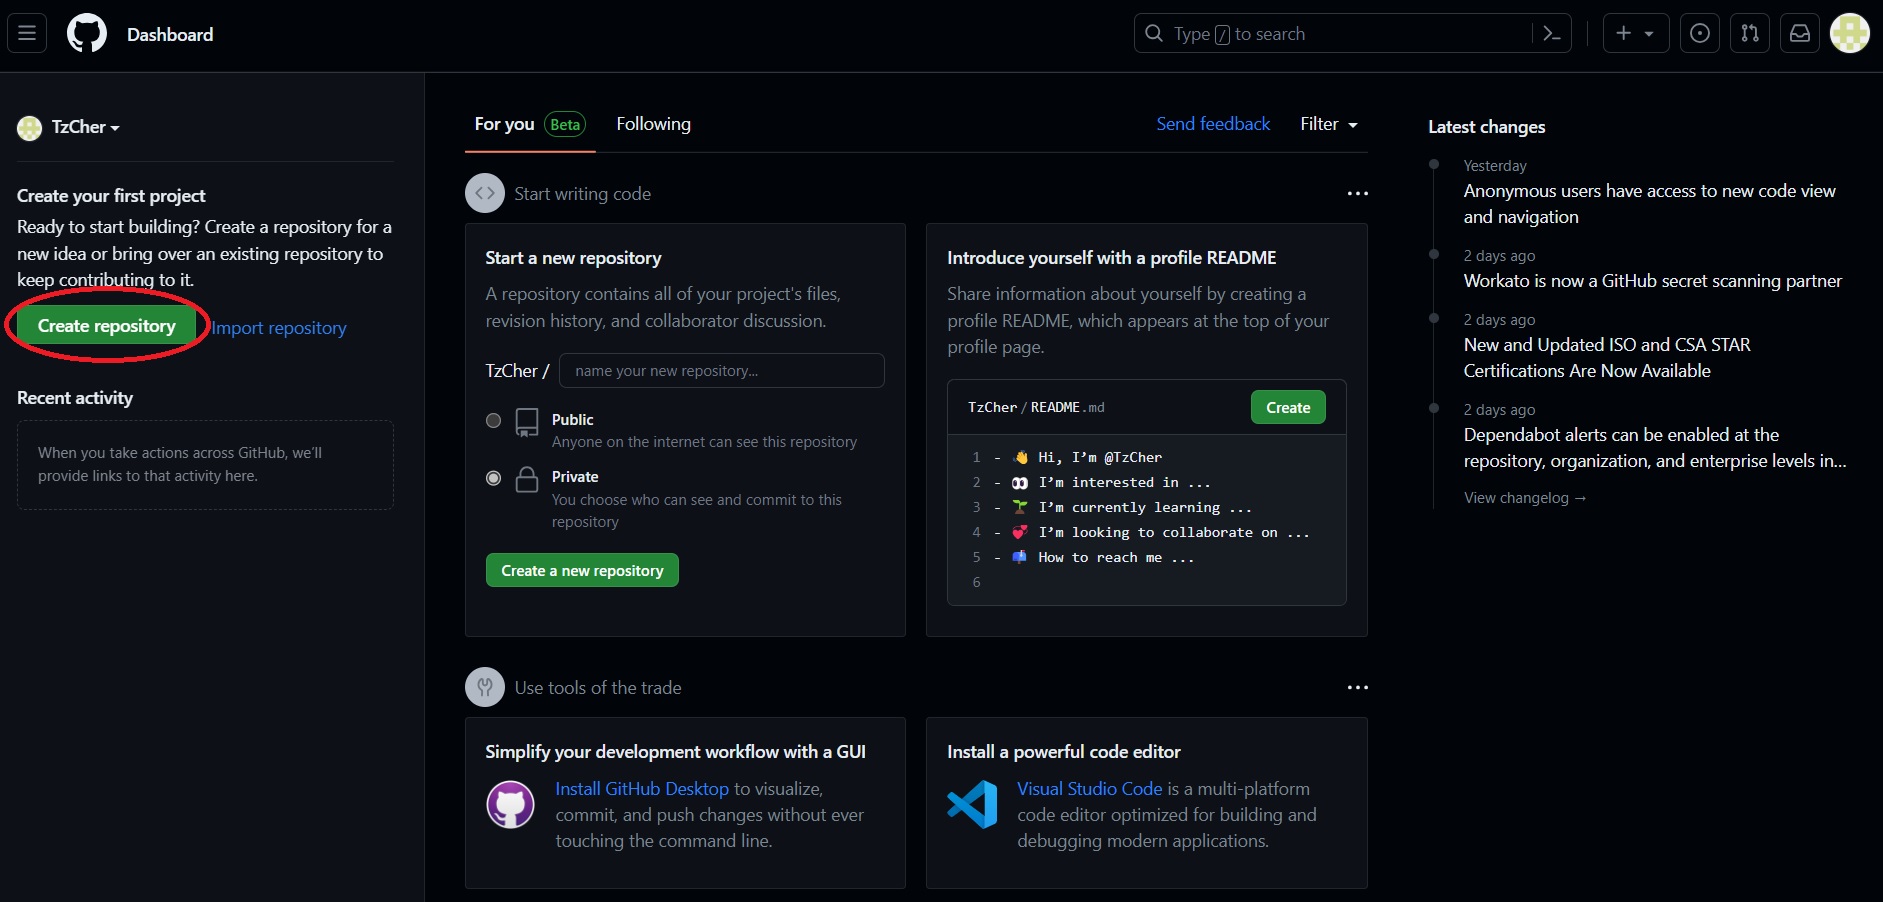 Dashboard
Type / to search
TzCher
Create your first project
Ready to start building? Create a repository for a
new idea or bring over an existing repository to
keep contributing to it.
Create repository
Import repository
Recent activity
When you take actions across GitHub, we'll
provide links to that activity here.
For you Beta
Following
Send feedback
Filter
Start writing code
Start a new repository
A repository contains all of your project's files,
revision history, and collaborator discussion.
TzCher / name your new repository...
Public
Anyone on the internet can see this repository
Private
You choose who can see and commit to this
repository
Create a new repository
Introduce yourself with a profile README
Share information about yourself by creating a
profile README, which appears at the top of your
profile page.
TzCher/README.md
Create
1 - 👋 Hi, I’m @TzCher
2 - 👀 I’m interested in ...
3 - 🌱 I’m currently learning ...
4 - 💞️ I’m looking to collaborate on ...
5 - 📫 How to reach me ...
6
Use tools of the trade
Simplify your development workflow with a GUI
Install GitHub Desktop to visualize,
commit, and push changes without ever
touching the command line.
Install a powerful code editor
Visual Studio Code is a multi-platform
code editor optimized for building and
debugging modern applications.
Latest changes
Yesterday
Anonymous users have access to new code view
and navigation
2 days ago
Workato is now a GitHub secret scanning partner
2 days ago
New and Updated ISO and CSA STAR
Certifications Are Now Available
2 days ago
Dependabot alerts can be enabled at the
repository, organization, and enterprise levels in...
View changelog →